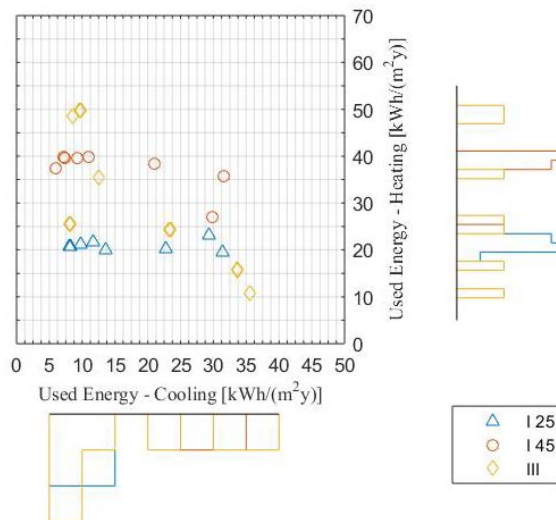 70
60
50
40
30
20
10
0
Used Energy - Heating [kWh/(m²y)]
0 5 10 15 20 25 30 35 40 45 50
Used Energy - Cooling [kWh/(m²y)]
I 25
I 45
III